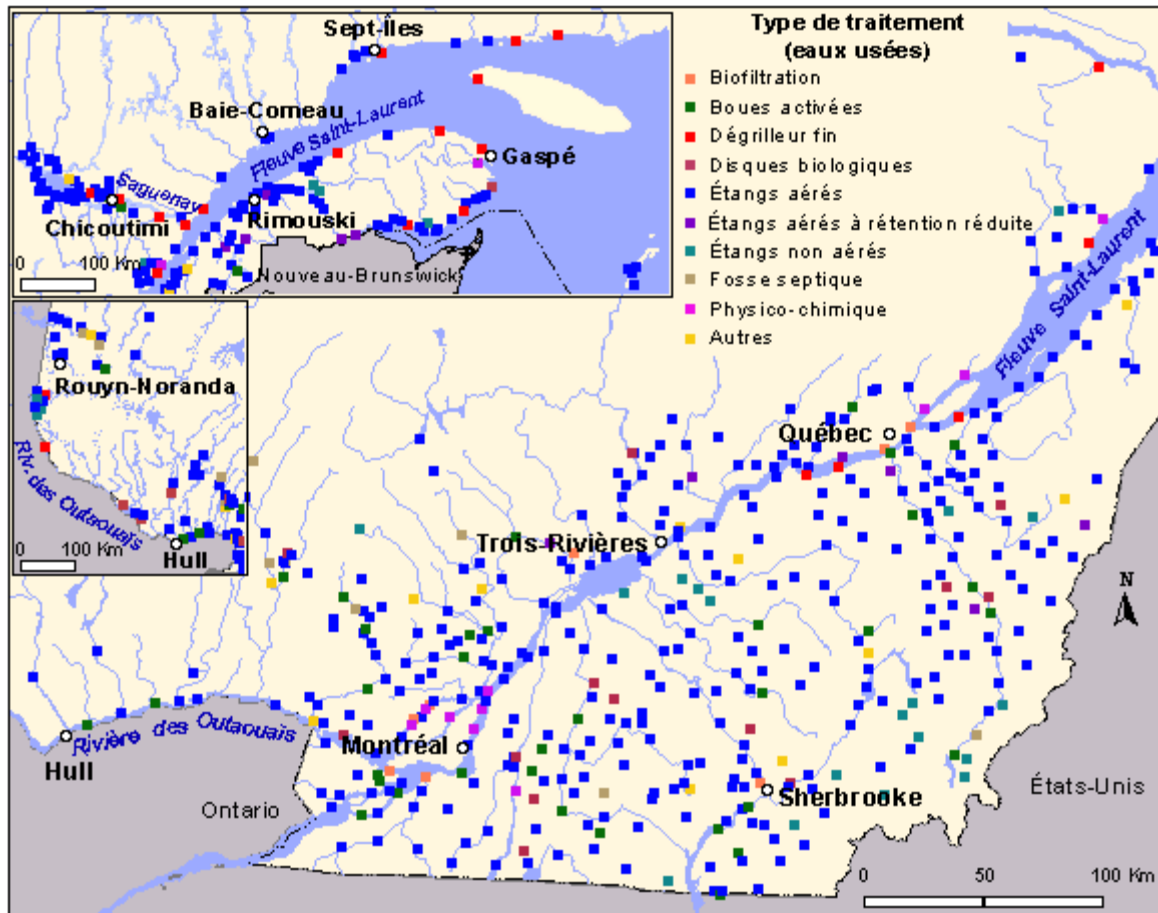 Sept-Îles
Baie-Comeau
Fleuve Saint-Laurent
Gaspé
Saguenay
Chicoutimi
Rimouski
0 100 Km
Nouveau-Brunswick
Type de traitement
(eaux usées)
Biofiltration
Boues activées
Dégrilleur fin
Disques biologiques
Étangs aérés
Étangs aérés à rétention réduite
Étangs non aérés
Fosse septique
Physico-chimique
Autres
Rouyn-Noranda
Riv. des Outaouais
0 100 Km
Hull
Fleuve Saint-Laurent
Québec
Trois-Rivières
N
Rivière des Outaouais
Hull
Montréal
Ontario
Sherbrooke
États-Unis
0 50 100 Km